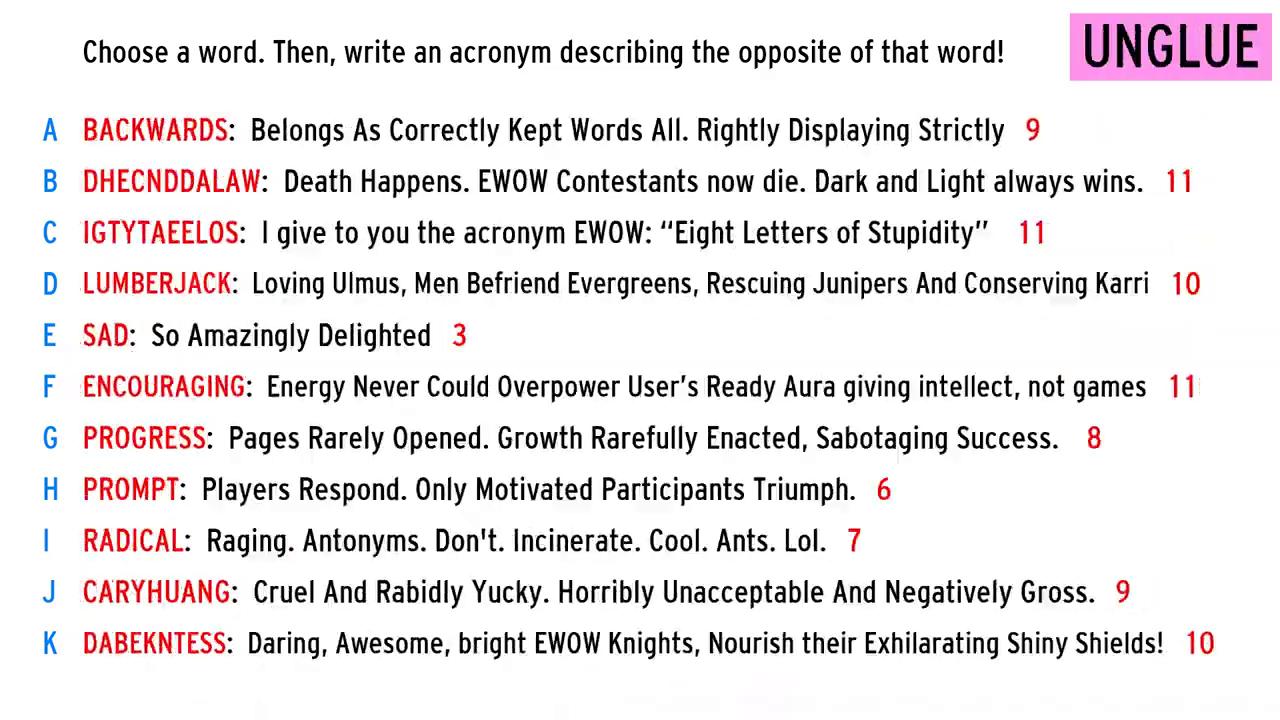 Choose a word. Then, write an acronym describing the opposite of that word!
UNGLUE
A BACKWARDS: Belongs As Correctly Kept Words All. Rightly Displaying Strictly 9
B DHECNDDALAW: Death Happens. EWOW Contestants now die. Dark and Light always wins. 11
C IGTYTAEELOS: I give to you the acronym EWOW: “Eight Letters of Stupidity” 11
D LUMBERJACK: Loving Ulmus, Men Befriend Evergreens, Rescuing Junipers And Conserving Karri 10
E SAD: So Amazingly Delighted 3
F ENCOURAGING: Energy Never Could Overpower User’s Ready Aura giving intellect, not games 11
G PROGRESS: Pages Rarely Opened. Growth Rarefully Enacted, Sabotaging Success. 8
H PROMPT: Players Respond. Only Motivated Participants Triumph. 6
I RADICAL: Raging. Antonyms. Don't. Incinerate. Cool. Ants. Lol. 7
J CARYHUANG: Cruel And Rabidly Yucky. Horribly Unacceptable And Negatively Gross. 9
K DABEKNTESS: Daring, Awesome, bright EWOW Knights, Nourish their Exhilarating Shiny Shields! 10